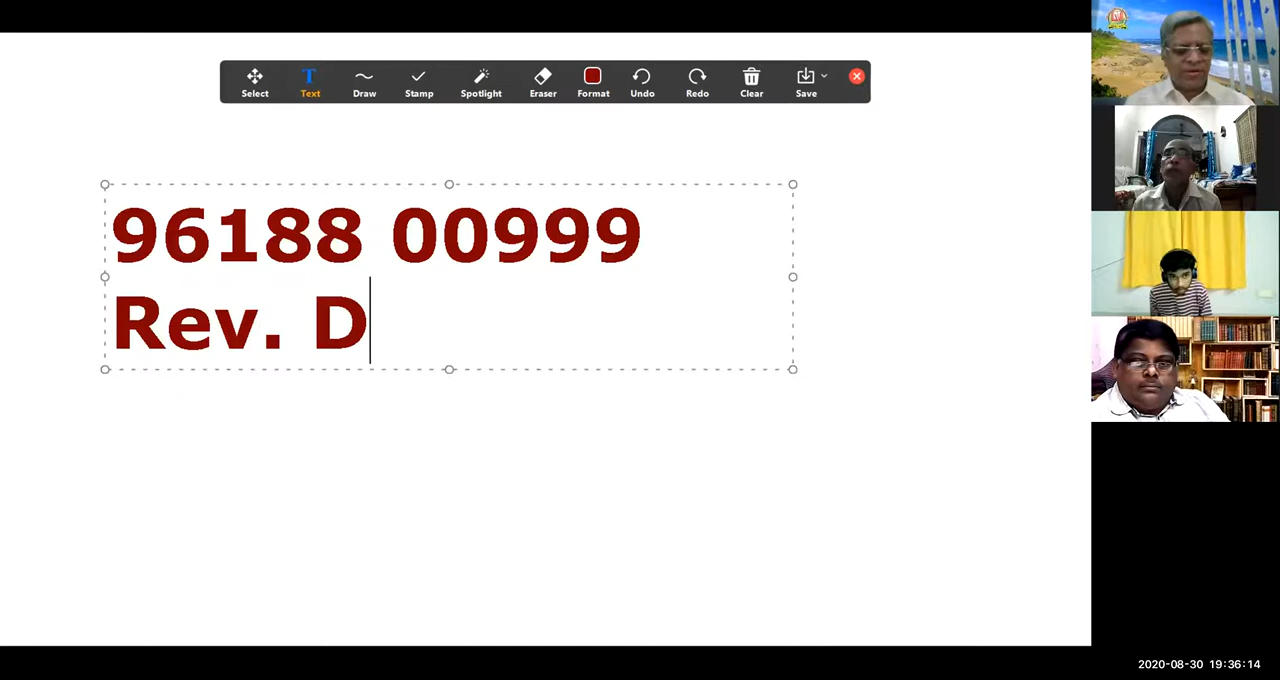 Select Text Draw Stamp Spotlight Eraser Format Undo Redo Clear Save
96188 00999
Rev. D
2020-08-30 19:36:14